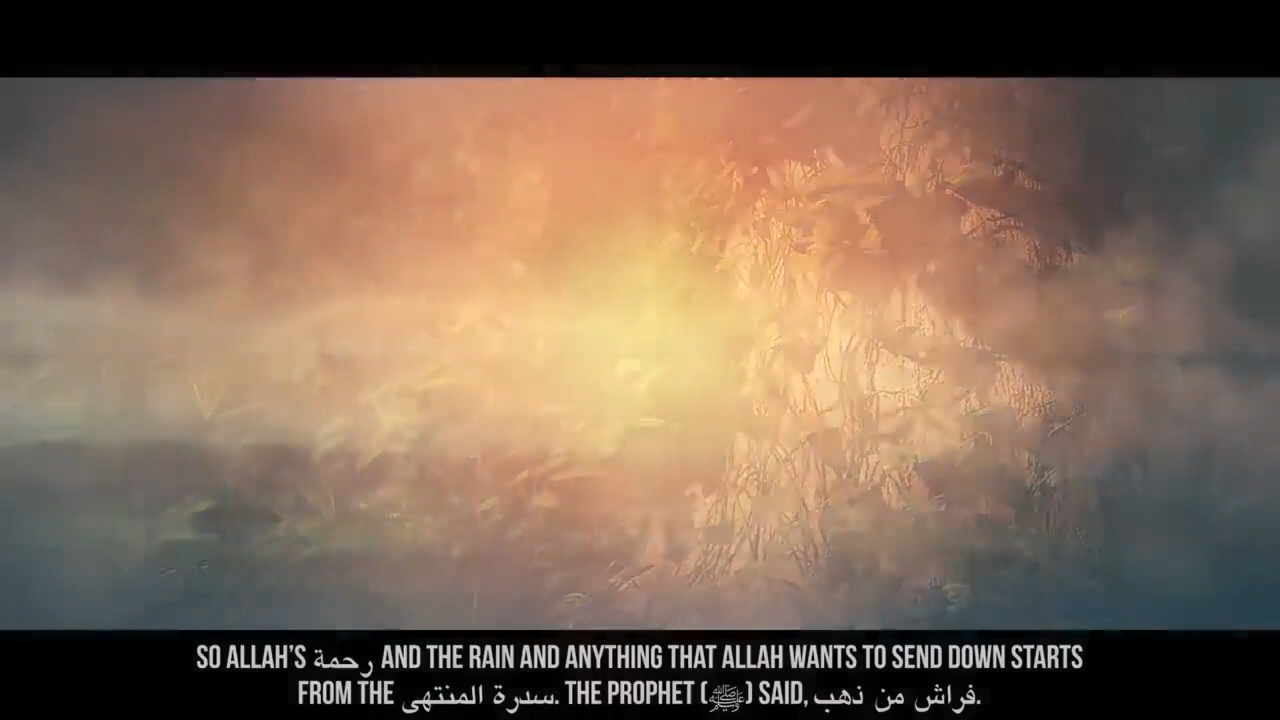 SO ALLAH'S رحمة AND THE RAIN AND ANYTHING THAT ALLAH WANTS TO SEND DOWN STARTS
FROM THE سدرة المنتهى. THE PROPHET (ﷺ) SAID, فراش من ذهب.